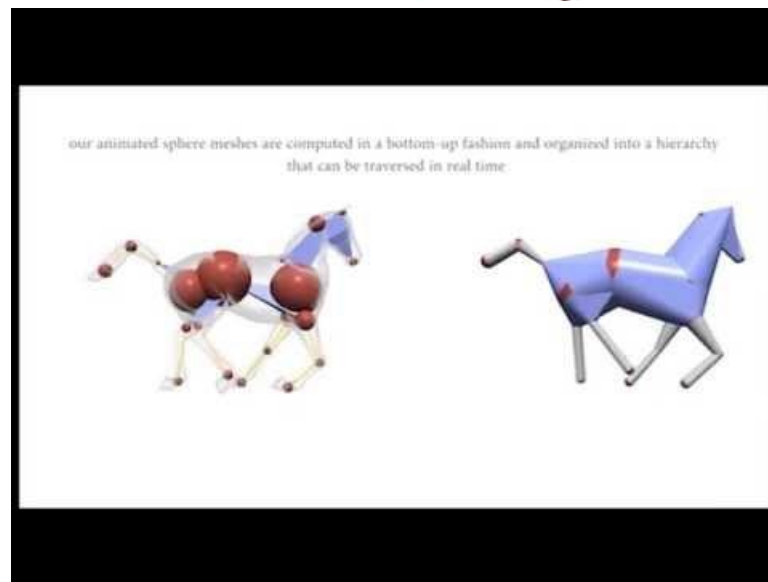 our animated sphere meshes are computed in a bottom-up fashion and organized into a hierarchy
that can be traversed in real time